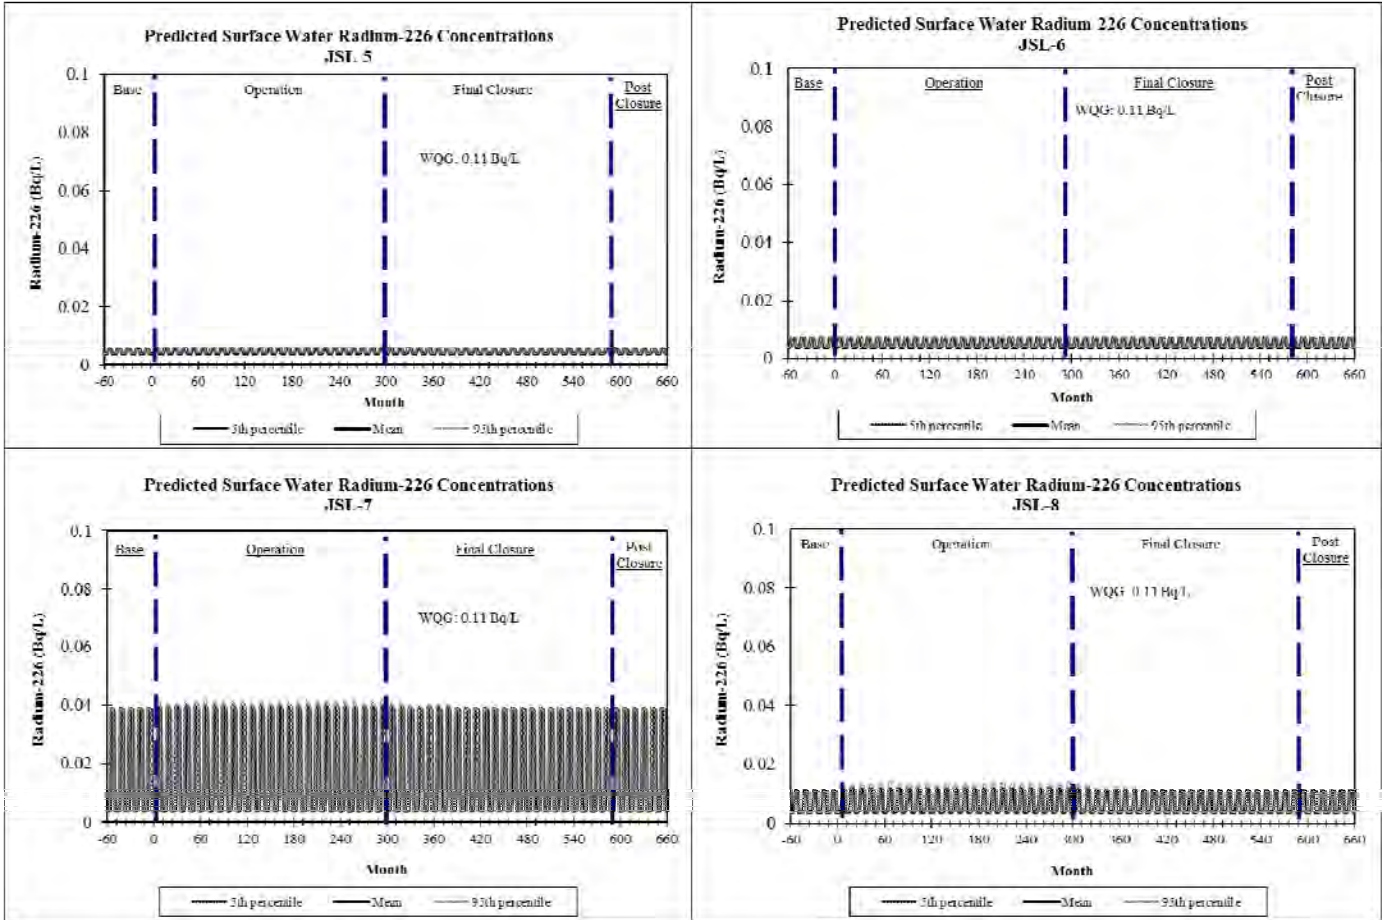 Predicted Surface Water Radium-226 Concentrations
JSL 5
0.1
0.08
0.06
0.04
0.02
0
Radium-226 (Bq/L)
Base
Operation
Final Closure
Post
Closure
WQG: 0.11 Bq/L
-60 0 60 120 180 240 300 360 420 480 540 600 660
Month
5th percentile Mean 95th percentile
Predicted Surface Water Radium 226 Concentrations
JSL-6
0.1
0.08
0.06
0.04
0.02
0
Radium-226 (Bq/L)
Base
Operation
Final Closure
Post
Closure
WQG: 0.11 Bq/L
-60 0 60 120 180 240 300 360 420 480 540 600 660
Month
5th percentile Mean 95th percentile
Predicted Surface Water Radium-226 Concentrations
JSL-7
0.1
0.08
0.06
0.04
0.02
0
Radium-226 (Bq/L)
Base
Operation
Final Closure
Post
Closure
WQG: 0.11 Bq/L
-60 0 60 120 180 240 300 360 420 480 540 600 660
Month
5th percentile Mean 95th percentile
Predicted Surface Water Radium-226 Concentrations
JSL-8
0.1
0.08
0.06
0.04
0.02
0
Radium-226 (Bq/L)
Base
Operation
Final Closure
Post
Closure
WQG: 0.11 Bq/L
-60 0 60 120 180 240 300 360 420 480 540 600 660
Month
5th percentile Mean 95th percentile